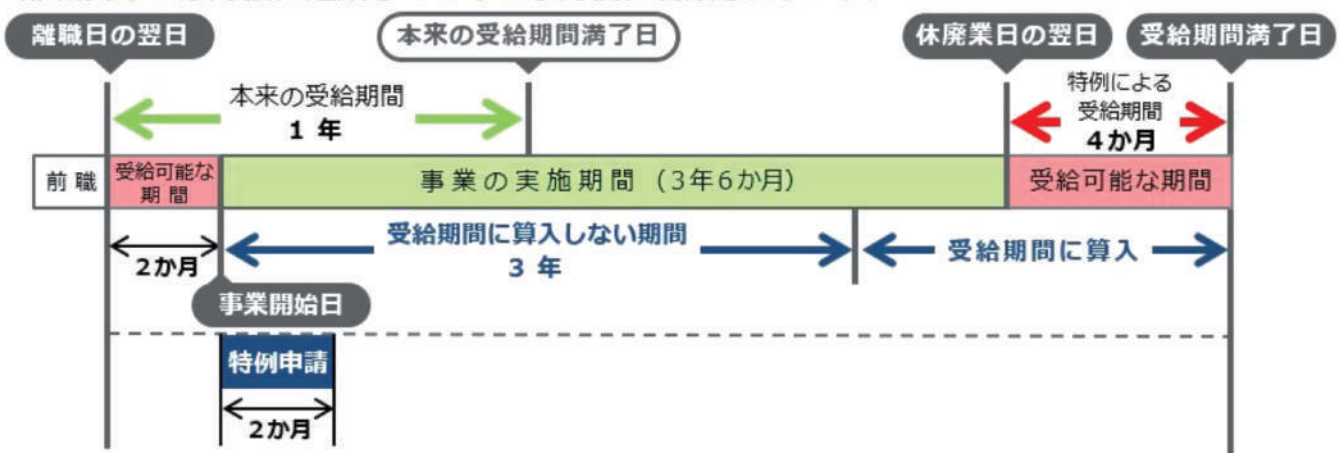 離職日の翌日
本来の受給期間満了日
休廃業日の翌日
受給期間満了日
本来の受給期間
1 年
特例による
受給期間
4か月
前 職
受給可能な
期 間
事業の実施期間（3年6か月）
受給可能な期間
2か月
受給期間に算入しない期間
3 年
受給期間に算入
事業開始日
特例申請
2か月